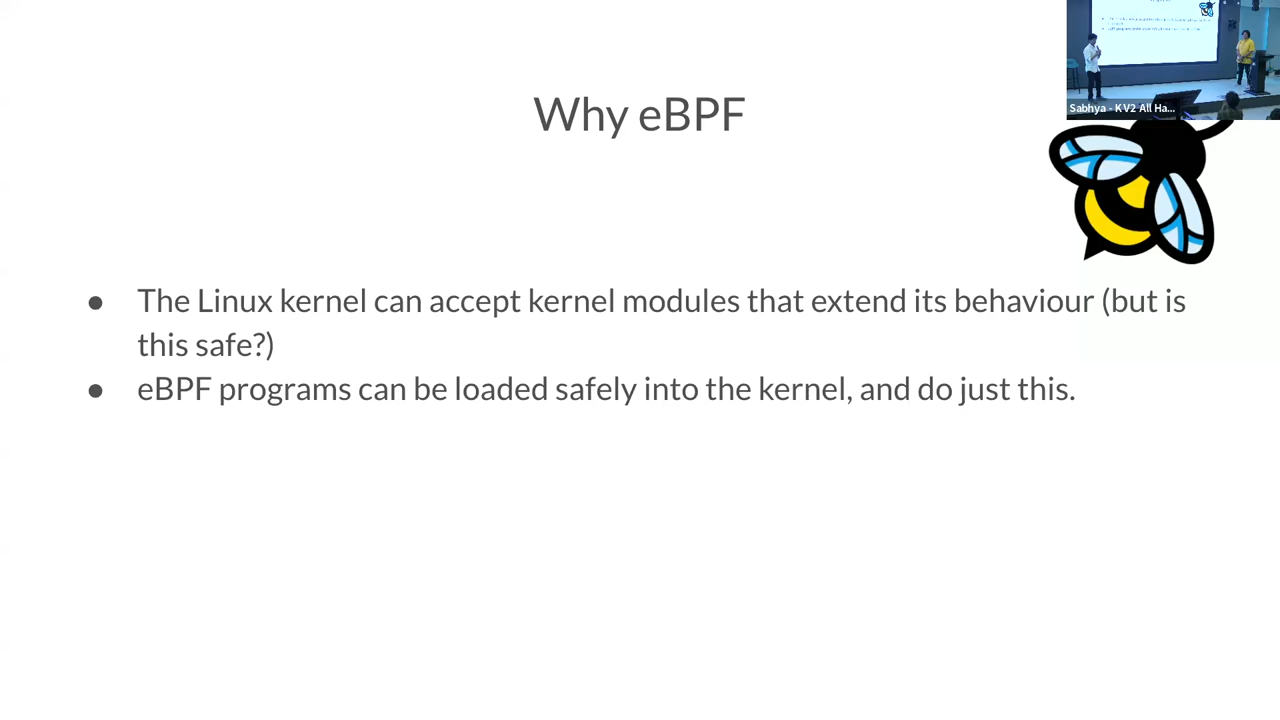 Sabhya - KV2 All Ha...
Why eBPF
● The Linux kernel can accept kernel modules that extend its behaviour (but is
this safe?)
● eBPF programs can be loaded safely into the kernel, and do just this.